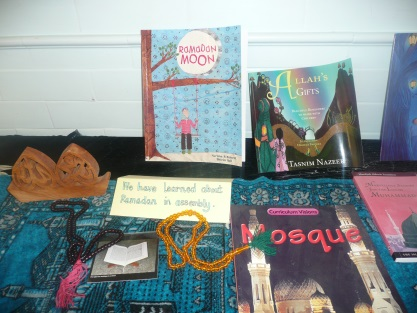 RAMADAN
MOON
ALLAH'S
GIFTS
TASNIM NAZEER
We have learned about
Ramadan in assembly.
Curriculum Visions
Mosque